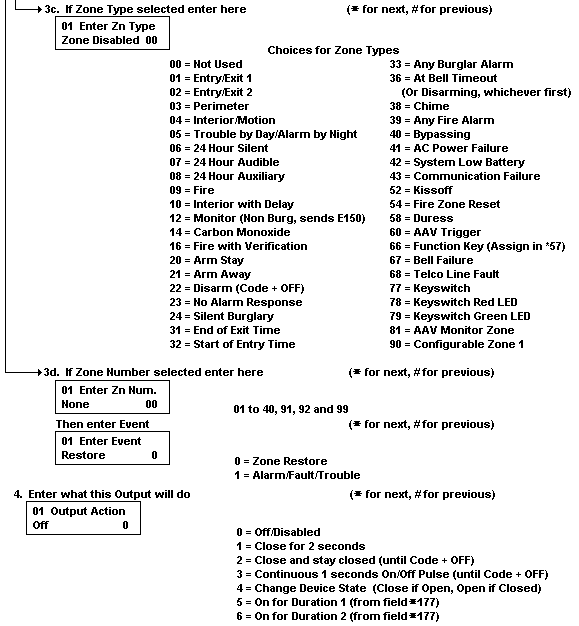 3c. If Zone Type selected enter here (* for next, # for previous)
01 Enter Zn Type
Zone Disabled 00
Choices for Zone Types
00 = Not Used
01 = Entry/Exit 1
02 = Entry/Exit 2
03 = Perimeter
04 = Interior/Motion
05 = Trouble by Day/Alarm by Night
06 = 24 Hour Silent
07 = 24 Hour Audible
08 = 24 Hour Auxiliary
09 = Fire
10 = Interior with Delay
12 = Monitor (Non Burg, sends E150)
14 = Carbon Monoxide
16 = Fire with Verification
20 = Arm Stay
21 = Arm Away
22 = Disarm (Code + OFF)
23 = No Alarm Response
24 = Silent Burglary
31 = End of Exit Time
32 = Start of Entry Time
33 = Any Burglar Alarm
36 = At Bell Timeout
(Or Disarming, whichever first)
38 = Chime
39 = Any Fire Alarm
40 = Bypassing
41 = AC Power Failure
42 = System Low Battery
43 = Communication Failure
52 = Kissoff
54 = Fire Zone Reset
58 = Duress
60 = AAV Trigger
66 = Function Key (Assign in *57)
67 = Bell Failure
68 = Telco Line Fault
77 = Keyswitch
78 = Keyswitch Red LED
79 = Keyswitch Green LED
81 = AAV Monitor Zone
90 = Configurable Zone 1
3d. If Zone Number selected enter here (* for next, # for previous)
01 Enter Zn Num.
None 00
01 to 40, 91, 92 and 99
Then enter Event (* for next, # for previous)
01 Enter Event
Restore 0
0 = Zone Restore
1 = Alarm/Fault/Trouble
4. Enter what this Output will do (* for next, # for previous)
01 Output Action
Off 0
0 = Off/Disabled
1 = Close for 2 seconds
2 = Close and stay closed (until Code + OFF)
3 = Continuous 1 seconds On/Off Pulse (until Code + OFF)
4 = Change Device State (Close if Open, Open if Closed)
5 = On for Duration 1 (from field *177)
6 = On for Duration 2 (from field *177)